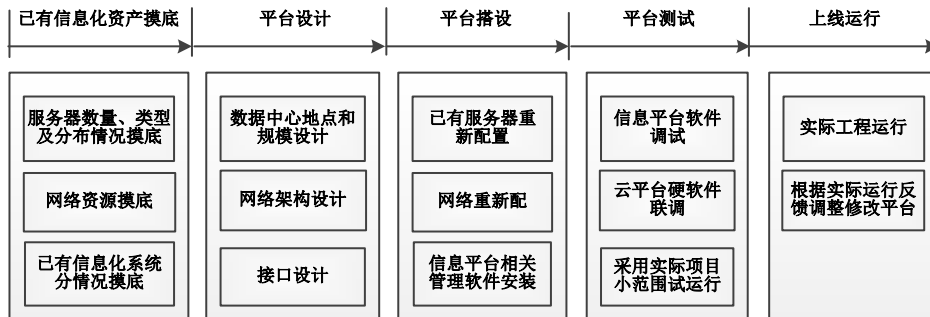 已有信息化资产摸底
平台设计
平台搭设
平台测试
上线运行
服务器数量、类型
及分布情况摸底
网络资源摸底
已有信息化系统
分情况摸底
数据中心地点和
规模设计
网络架构设计
接口设计
已有服务器重
新配置
网络重新配
信息平台相关
管理软件安装
信息平台软件
调试
云平台硬软件
联调
采用实际项目
小范围试运行
实际工程运行
根据实际运行反
馈调整修改平台